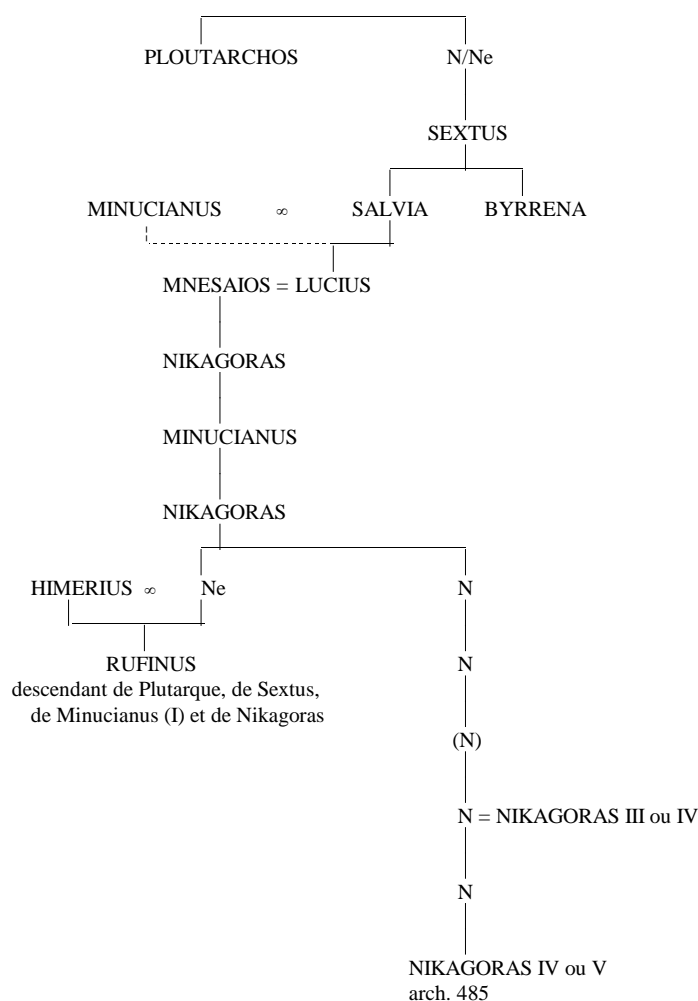 PLOUTARCHOS N/Ne
SEXTUS
MINUCIANUS ∞ SALVIA BYRRENA
MNESAIOS = LUCIUS
NIKAGORAS
MINUCIANUS
NIKAGORAS
HIMERIUS ∞ Ne N
RUFINUS N
descendant de Plutarque, de Sextus,
de Minucianus (I) et de Nikagoras
(N)
N = NIKAGORAS III ou IV
N
NIKAGORAS IV ou V
arch. 485